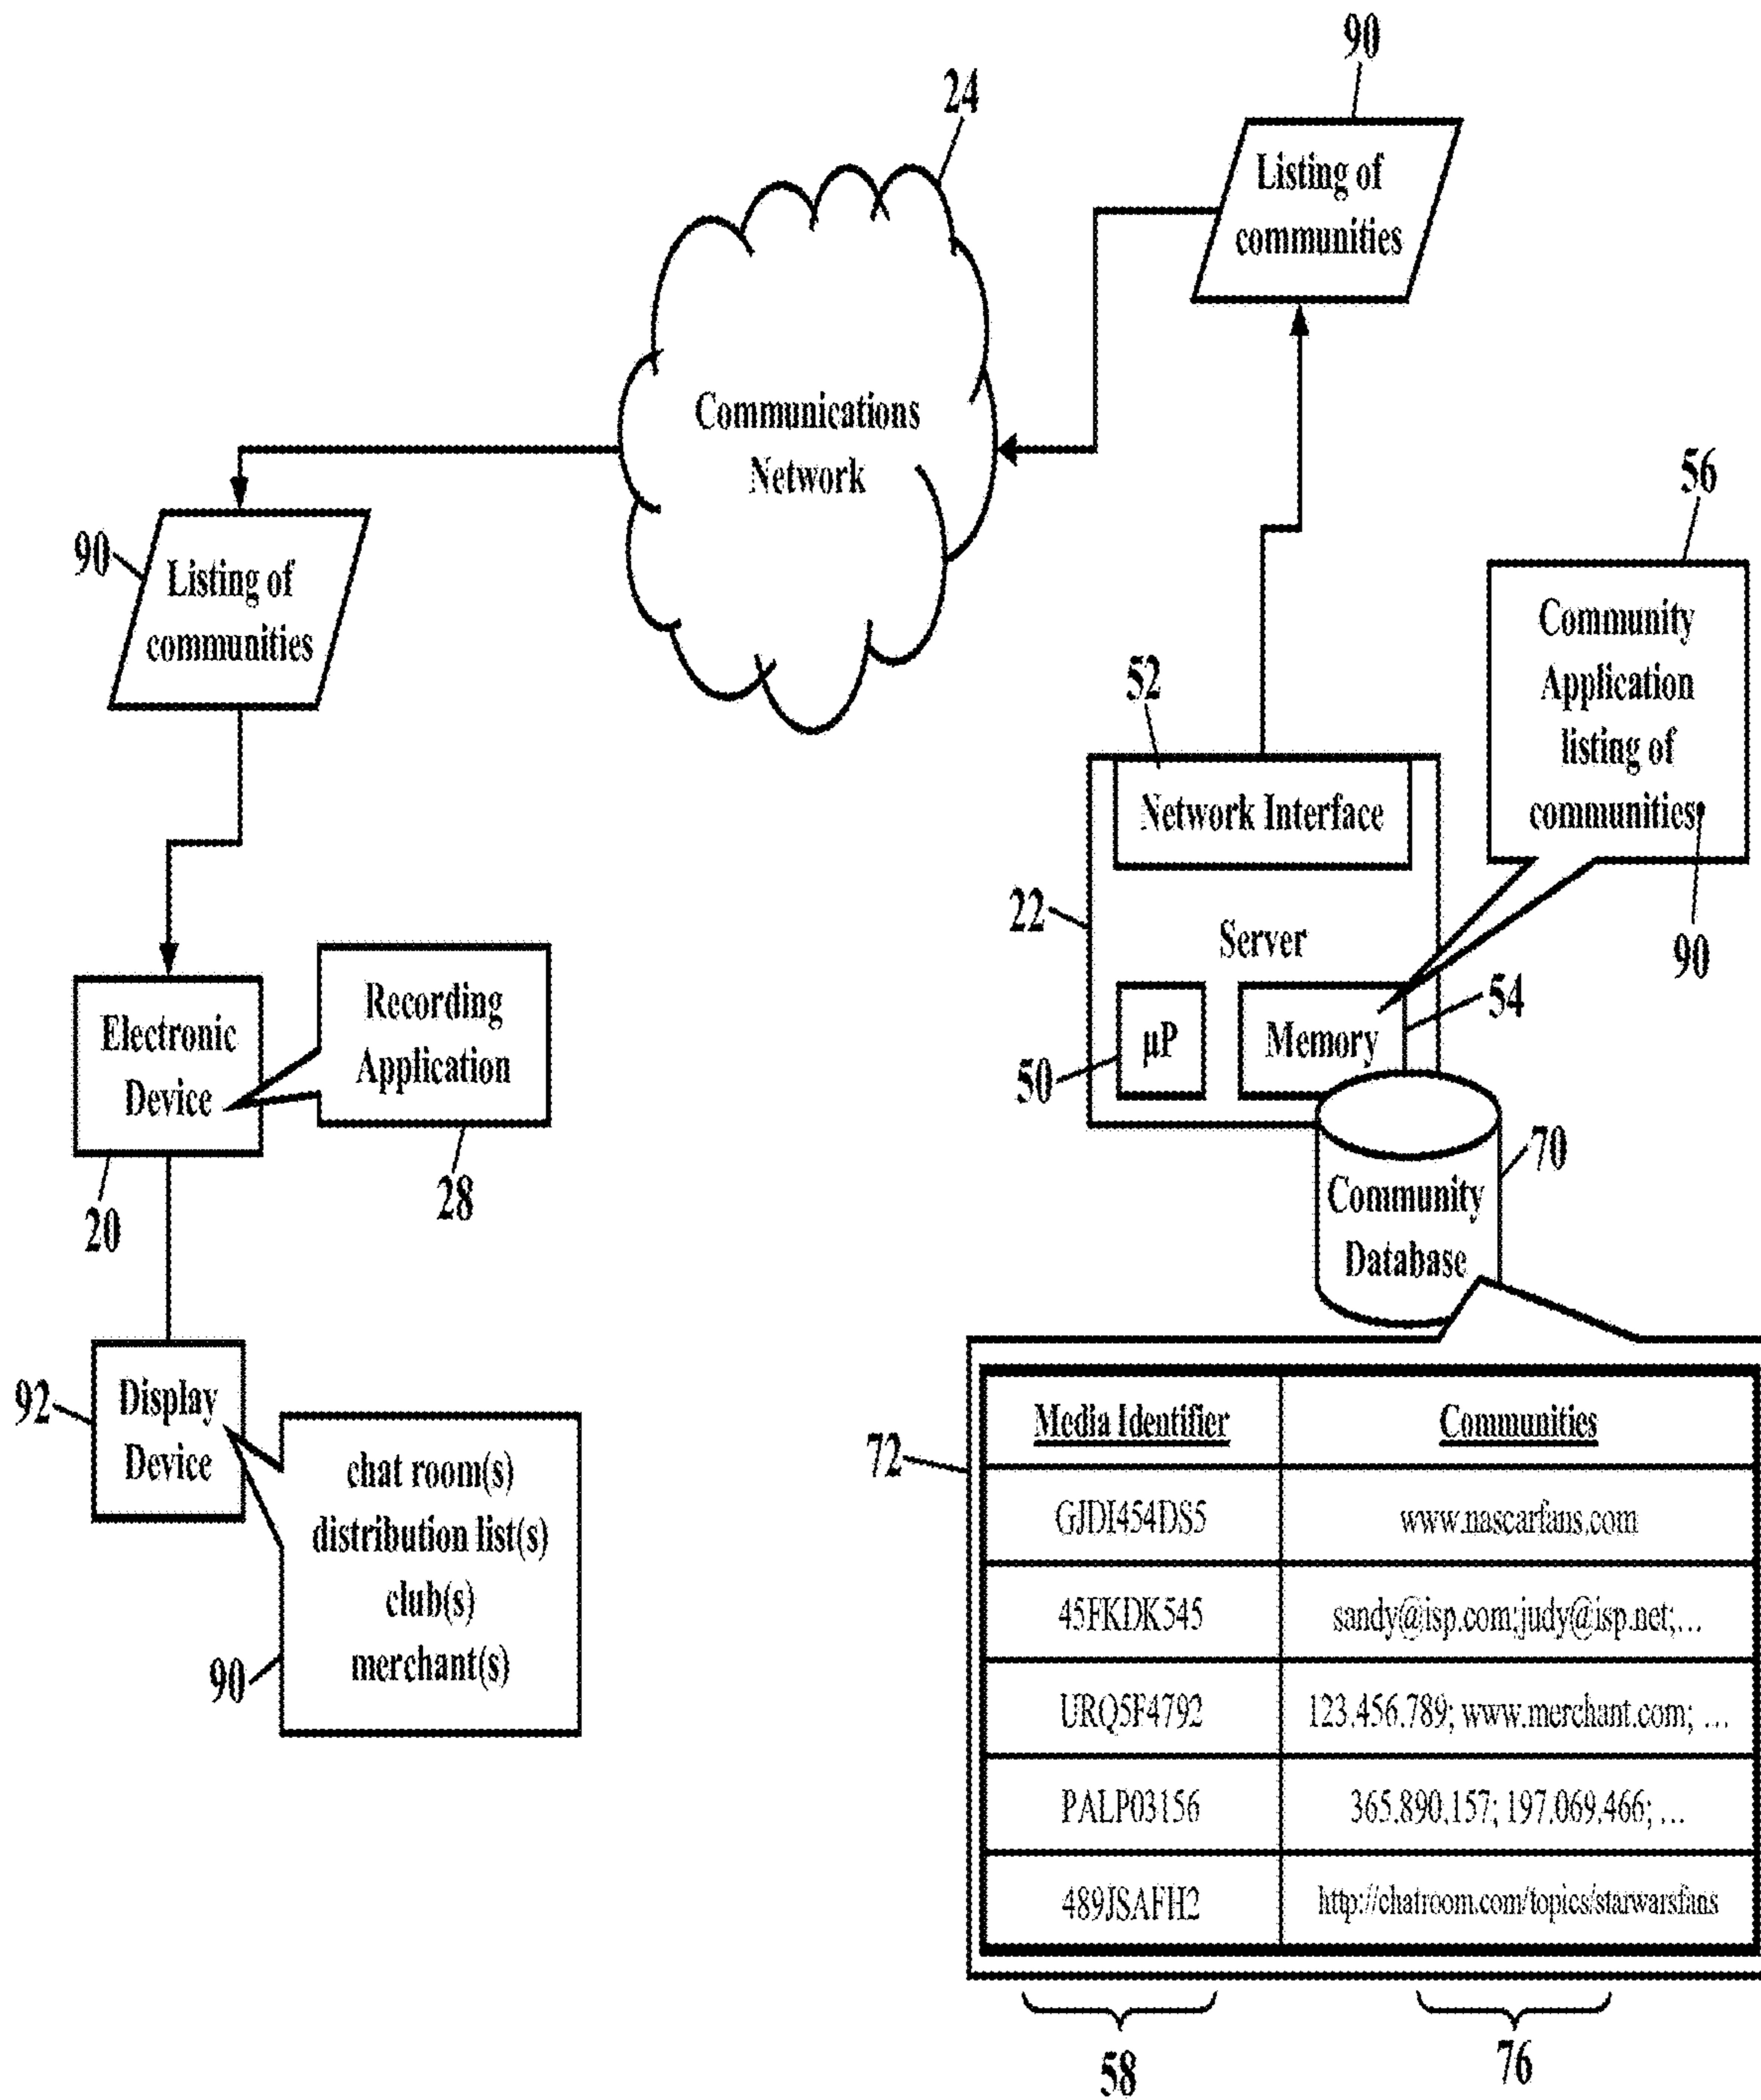 90
24
Listing of
communities
Communications
Network
56
90
Listing of
communities
Community
Application
listing of
communities
52
Network Interface
22
Server
90
54
Recording
Application
Electronic
Device
µP
Memory
50
70
28
20
Community
Database
92
Display
Device
chat room(s)
distribution list(s)
club(s)
merchant(s)
90
72
Media Identifier Communities
GJDI454DS5 www.nascarfans.com
45FKDK545 sandy@isp.com;judy@isp.net;...
URQ5F4792 123.456.789; www.merchant.com; ...
PALP03156 365.890.157; 197.069.466; ...
489JSAFH2 http://chatroom.com/topics/starwarsfans
58
76